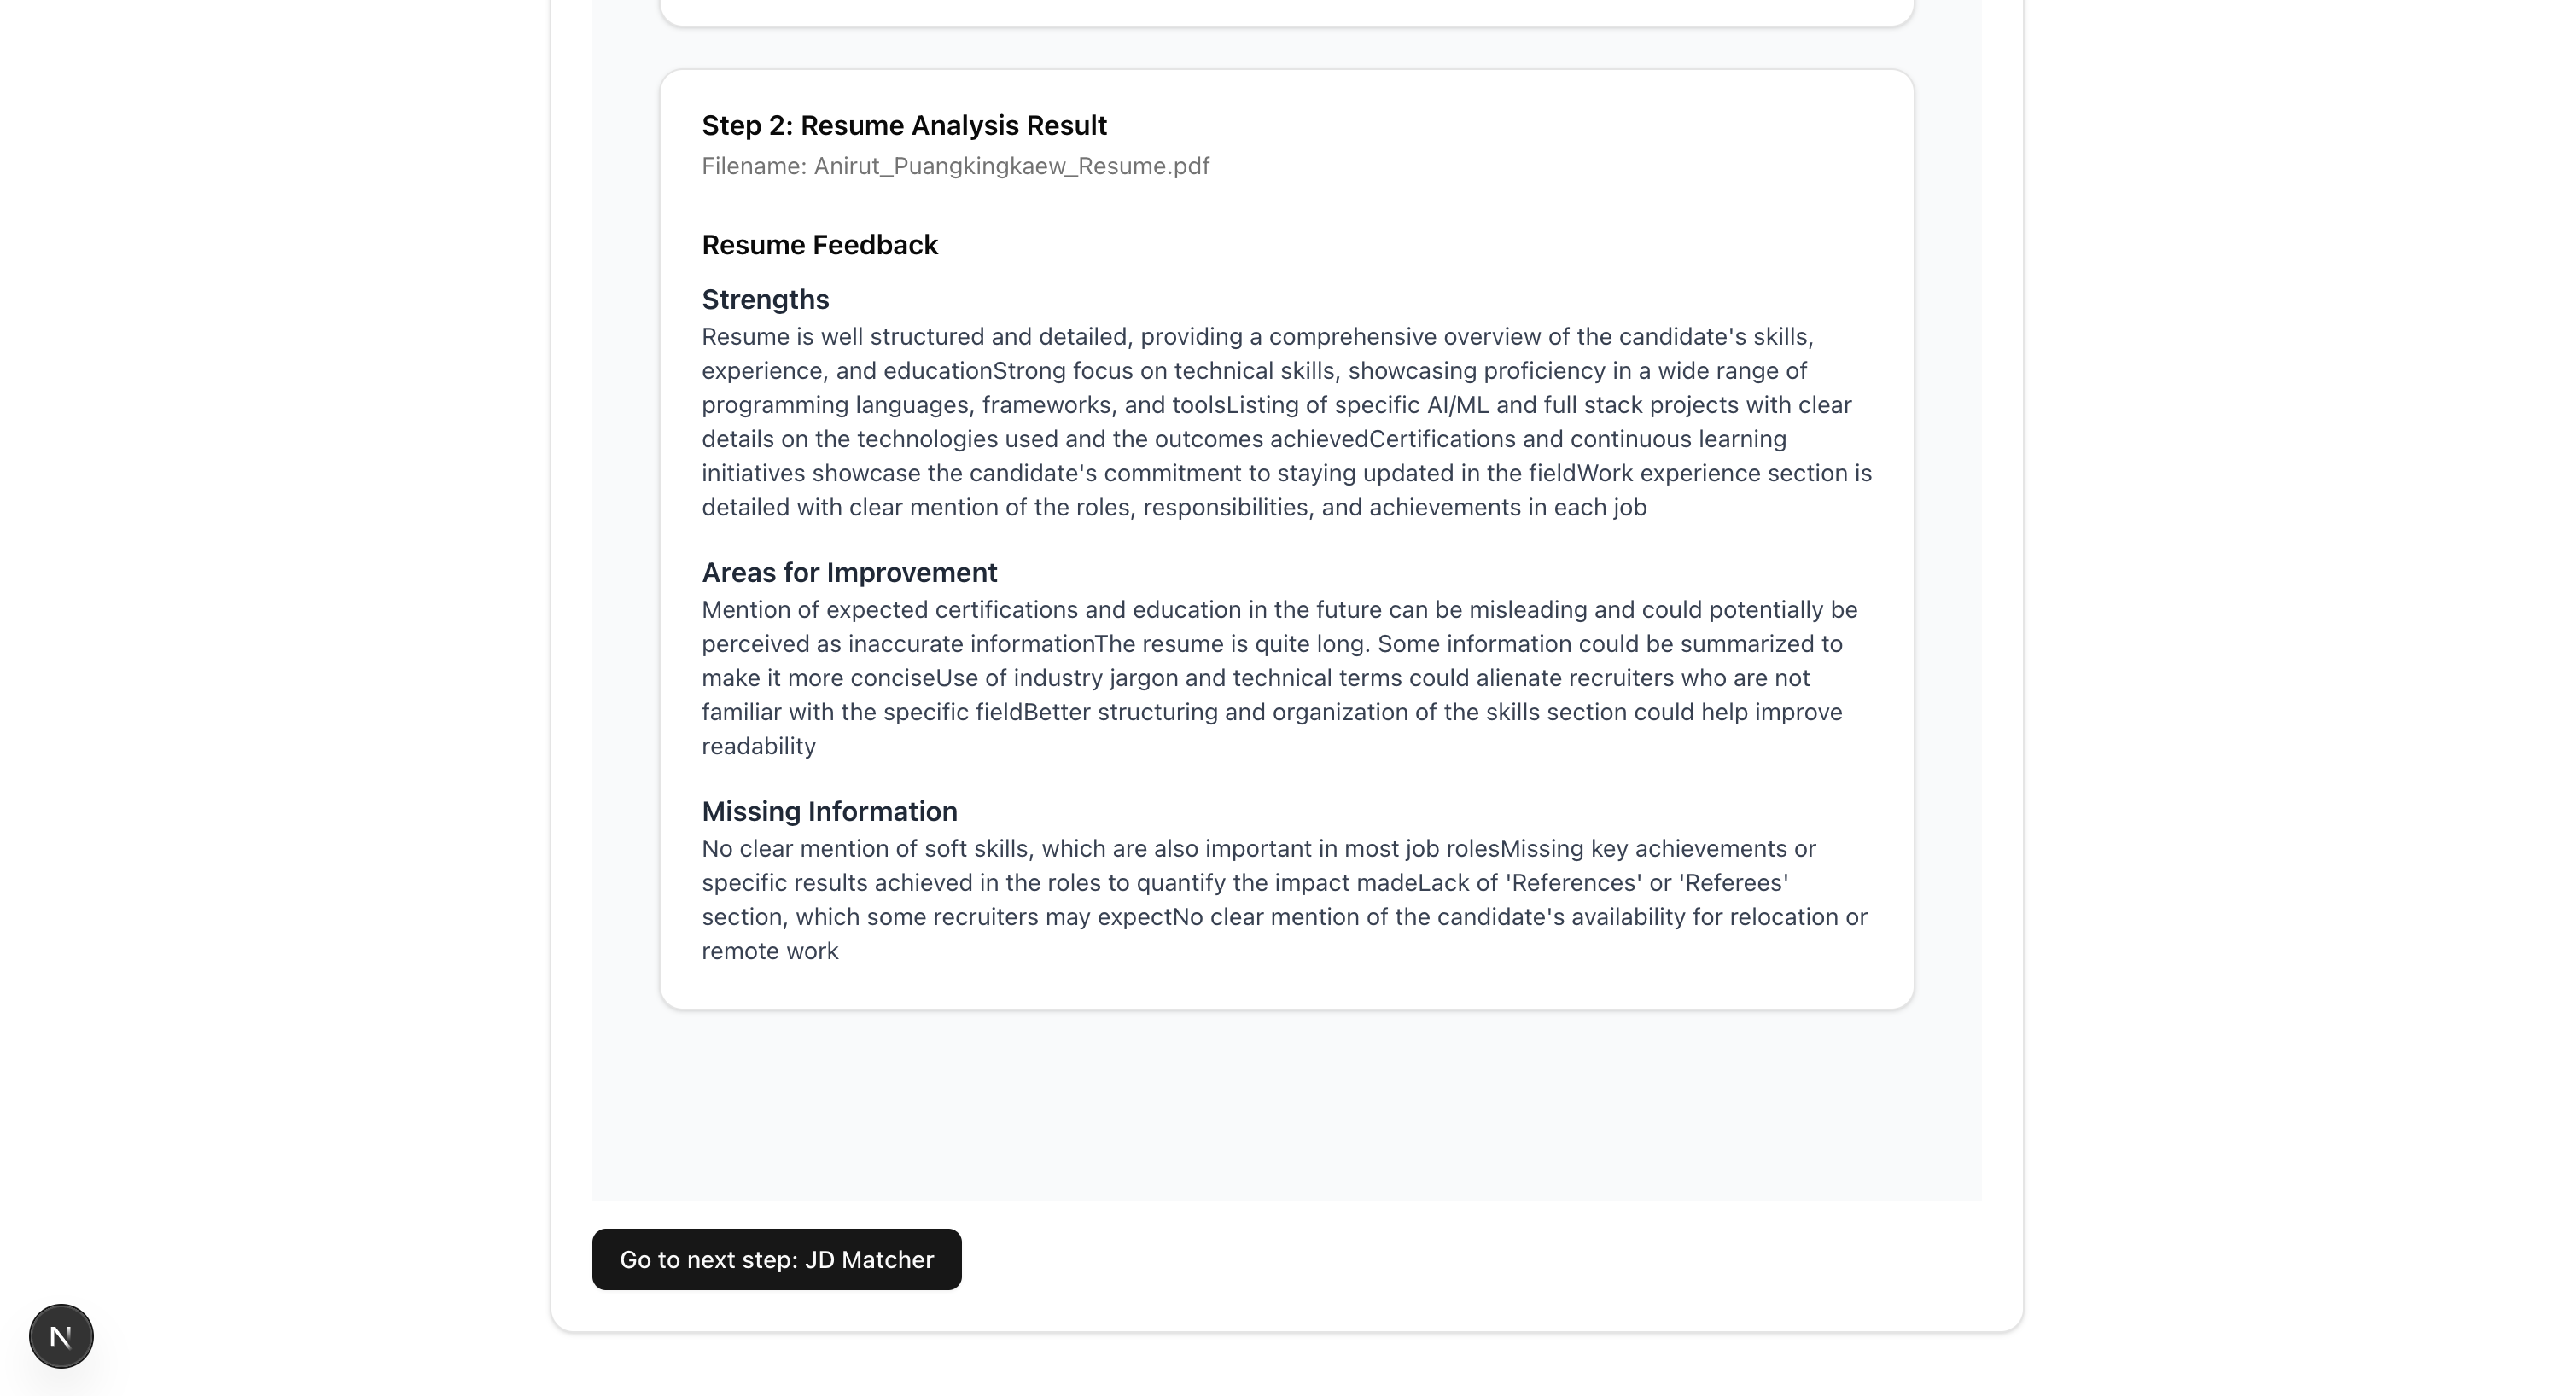 Step 2: Resume Analysis Result
Filename: Anirut_Puangkingkaew_Resume.pdf
Resume Feedback
Strengths
Resume is well structured and detailed, providing a comprehensive overview of the candidate's skills,
experience, and educationStrong focus on technical skills, showcasing proficiency in a wide range of
programming languages, frameworks, and toolsListing of specific AI/ML and full stack projects with clear
details on the technologies used and the outcomes achievedCertifications and continuous learning
initiatives showcase the candidate's commitment to staying updated in the fieldWork experience section is
detailed with clear mention of the roles, responsibilities, and achievements in each job
Areas for Improvement
Mention of expected certifications and education in the future can be misleading and could potentially be
perceived as inaccurate informationThe resume is quite long. Some information could be summarized to
make it more conciseUse of industry jargon and technical terms could alienate recruiters who are not
familiar with the specific fieldBetter structuring and organization of the skills section could help improve
readability
Missing Information
No clear mention of soft skills, which are also important in most job rolesMissing key achievements or
specific results achieved in the roles to quantify the impact madeLack of 'References' or 'Referees'
section, which some recruiters may expectNo clear mention of the candidate's availability for relocation or
remote work
Go to next step: JD Matcher
N